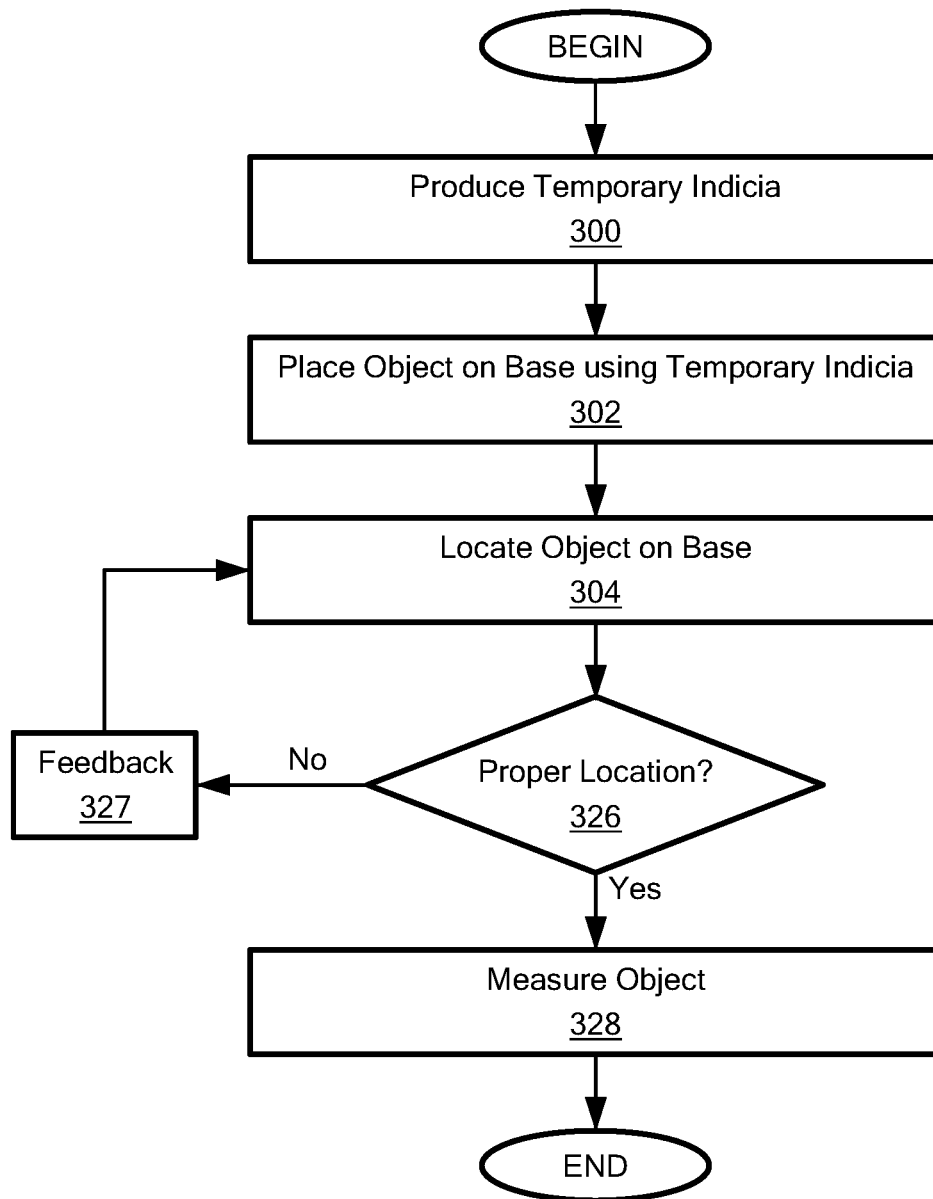 BEGIN
Produce Temporary Indicia
300
Place Object on Base using Temporary Indicia
302
Locate Object on Base
304
Proper Location?
326
No
Feedback
327
Yes
Measure Object
328
END